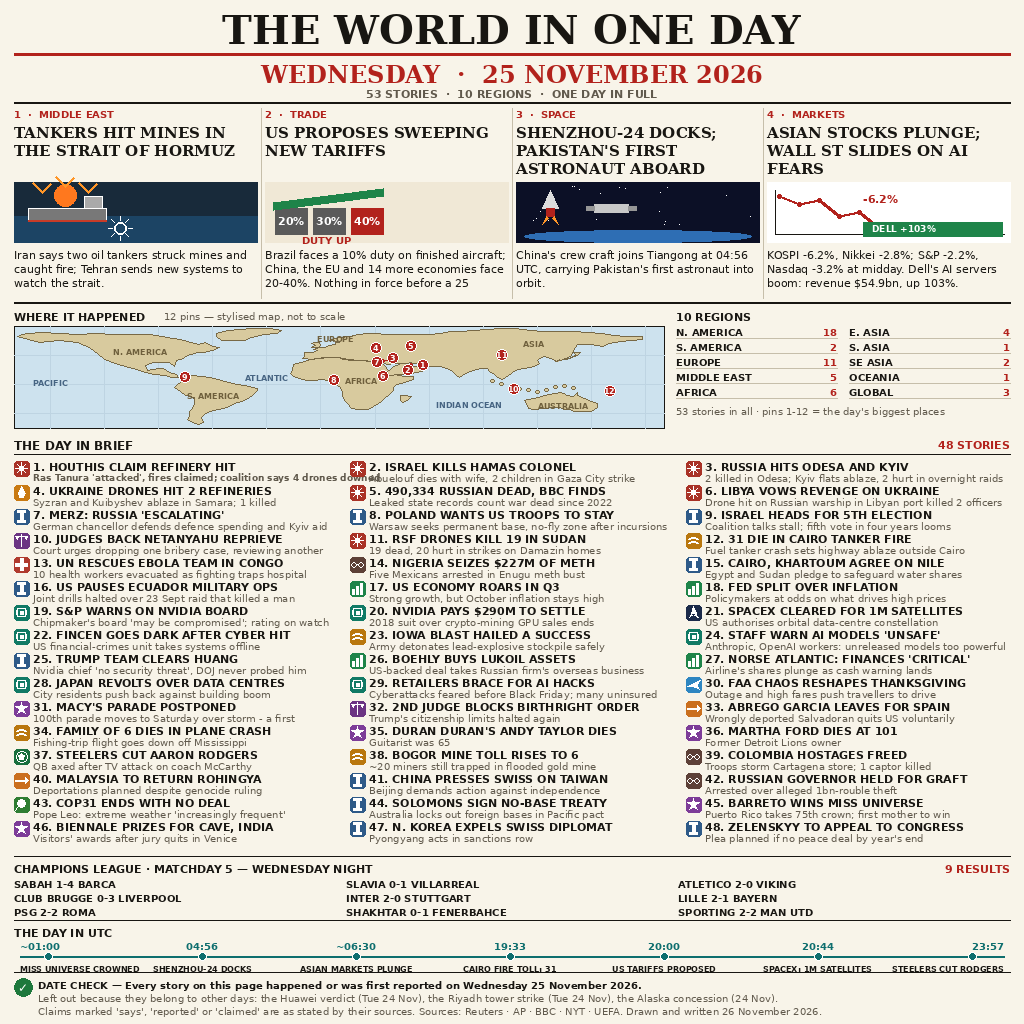 THE WORLD IN ONE DAY
WEDNESDAY · 25 NOVEMBER 2026
53 STORIES · 10 REGIONS · ONE DAY IN FULL
1 · MIDDLE EAST
TANKERS HIT MINES IN
THE STRAIT OF HORMUZ
Iran says two oil tankers struck mines and
caught fire; Tehran sends new systems to
watch the strait.
2 · TRADE
US PROPOSES SWEEPING
NEW TARIFFS
20% 30% 40%
DUTY UP
Brazil faces a 10% duty on finished aircraft;
China, the EU and 14 more economies face
20-40%. Nothing in force before a 25
3 · SPACE
SHENZHOU-24 DOCKS;
PAKISTAN'S FIRST
ASTRONAUT ABOARD
China's crew craft joins Tiangong at 04:56
UTC, carrying Pakistan's first astronaut into
orbit.
4 · MARKETS
ASIAN STOCKS PLUNGE;
WALL ST SLIDES ON AI
FEARS
-6.2%
DELL +103%
KOSPI -6.2%, Nikkei -2.8%; S&P -2.2%,
Nasdaq -3.2% at midday. Dell's AI servers
boom: revenue $54.9bn, up 103%.
WHERE IT HAPPENED 12 pins — stylised map, not to scale
EUROPE
ASIA
N. AMERICA
PACIFIC
ATLANTIC
AFRICA
S. AMERICA
INDIAN OCEAN
AUSTRALIA
4 5 11
7 3
2 1
9 8 6
10 12
10 REGIONS
N. AMERICA 18 E. ASIA 4
S. AMERICA 2 S. ASIA 1
EUROPE 11 SE ASIA 2
MIDDLE EAST 5 OCEANIA 1
AFRICA 6 GLOBAL 3
53 stories in all · pins 1-12 = the day's biggest places
THE DAY IN BRIEF 48 STORIES
1. HOUTHIS CLAIM REFINERY HIT
Ras Tanura 'attacked', fires claimed; coalition says 4 drones downed
2. ISRAEL KILLS HAMAS COLONEL
dies with wife, 2 children in Gaza City strike
3. RUSSIA HITS ODESA AND KYIV
2 killed in Odesa; Kyiv flats ablaze, 2 hurt in overnight raids
4. UKRAINE DRONES HIT 2 REFINERIES
Syzran and Kuibyshev ablaze in Samara; 1 killed
5. 490,334 RUSSIAN DEAD, BBC FINDS
Leaked state records count war dead since 2022
6. LIBYA VOWS REVENGE ON UKRAINE
Drone hit on Russian warship in Libyan port killed 2 officers
7. MERZ: RUSSIA 'ESCALATING'
German chancellor defends defence spending and Kyiv aid
8. POLAND WANTS US TROOPS TO STAY
Warsaw seeks permanent base, no-fly zone after incursions
9. ISRAEL HEADS FOR 5TH ELECTION
Coalition talks stall; fifth vote in four years looms
10. JUDGES BACK NETANYAHU REPRIEVE
Court urges dropping one bribery case, reviewing another
11. RSF DRONES KILL 19 IN SUDAN
19 dead, 20 hurt in strikes on Damazin homes
12. 31 DIE IN CAIRO TANKER FIRE
Fuel tanker crash sets highway ablaze outside Cairo
13. UN RESCUES EBOLA TEAM IN CONGO
10 health workers evacuated as fighting traps hospital
14. NIGERIA SEIZES $227M OF METH
Five Mexicans arrested in Enugu meth bust
15. CAIRO, KHARTOUM AGREE ON NILE
Egypt and Sudan pledge to safeguard water shares
16. US PAUSES ECUADOR MILITARY OPS
Joint drills halted over 23 Sept raid that killed a man
17. US ECONOMY ROARS IN Q3
Strong growth, but October inflation stays high
18. FED SPLIT OVER INFLATION
Policymakers at odds on what drives high prices
19. S&P WARNS ON NVIDIA BOARD
Chipmaker's board 'may be compromised'; rating on watch
20. NVIDIA PAYS $290M TO SETTLE
2018 suit over crypto-mining GPU sales ends
21. SPACEX CLEARED FOR 1M SATELLITES
US authorises orbital data-centre constellation
22. FINCEN GOES DARK AFTER CYBER HIT
US financial-crimes unit takes systems offline
23. IOWA BLAST HAILED A SUCCESS
Army detonates lead-explosive stockpile safely
24. STAFF WARN AI MODELS 'UNSAFE'
Anthropic, OpenAI workers: unreleased models too powerful
25. TRUMP TEAM CLEARS HUANG
Nvidia chief 'no security threat', DOJ never probed him
26. BOEHLY BUYS LUKOIL ASSETS
US-backed deal takes Russian firm's overseas business
27. NORSE ATLANTIC: FINANCES 'CRITICAL'
Airline's shares plunge as cash warning lands
28. JAPAN REVOLTS OVER DATA CENTRES
City residents push back against building boom
29. RETAILERS BRACE FOR AI HACKS
Cyberattacks feared before Black Friday; many uninsured
30. FAA CHAOS RESHAPES THANKSGIVING
Outage and high fares push travellers to drive
31. MACY'S PARADE POSTPONED
100th parade moves to Saturday over storm - a first
32. 2ND JUDGE BLOCKS BIRTHRIGHT ORDER
Trump's citizenship limits halted again
33. ABREGO GARCIA LEAVES FOR SPAIN
Wrongly deported Salvadoran quits US voluntarily
34. FAMILY OF 6 DIES IN PLANE CRASH
Fishing-trip flight goes down off Mississippi
35. DURAN DURAN'S ANDY TAYLOR DIES
Guitarist was 65
36. MARTHA FORD DIES AT 101
Former Detroit Lions owner
37. STEELERS CUT AARON RODGERS
QB axed after TV attack on coach McCarthy
38. BOGOR MINE TOLL RISES TO 6
~20 miners still trapped in flooded gold mine
39. COLOMBIA HOSTAGES FREED
Troops storm Cartagena store; 1 captor killed
40. MALAYSIA TO RETURN ROHINGYA
Deportations planned despite genocide ruling
41. CHINA PRESSES SWISS ON TAIWAN
Beijing demands action against independence
42. RUSSIAN GOVERNOR HELD FOR GRAFT
Arrested over alleged 1bn-rouble theft
43. COP31 ENDS WITH NO DEAL
Pope Leo: extreme weather 'increasingly frequent'
44. SOLOMONS SIGN NO-BASE TREATY
Australia locks out foreign bases in Pacific pact
45. BARRETO WINS MISS UNIVERSE
Puerto Rico takes 75th crown; first mother to win
46. BIENNALE PRIZES FOR CAVE, INDIA
Visitors' awards after jury quits in Venice
47. N. KOREA EXPELS SWISS DIPLOMAT
Pyongyang acts in sanctions row
48. ZELENSKYY TO APPEAL TO CONGRESS
Plea planned if no peace deal by year's end
CHAMPIONS LEAGUE · MATCHDAY 5 — WEDNESDAY NIGHT 9 RESULTS
SABAH 1-4 BARCA SLAVIA 0-1 VILLARREAL ATLETICO 2-0 VIKING
CLUB BRUGGE 0-3 LIVERPOOL INTER 2-0 STUTTGART LILLE 2-1 BAYERN
PSG 2-2 ROMA SHAKHTAR 0-1 FENERBAHCE SPORTING 2-2 MAN UTD
THE DAY IN UTC
~01:00 04:56 ~06:30 19:33 20:00 20:44 23:57
MISS UNIVERSE CROWNED SHENZHOU-24 DOCKS ASIAN MARKETS PLUNGE CAIRO FIRE TOLL: 31 US TARIFFS PROPOSED SPACEX: 1M SATELLITES STEELERS CUT RODGERS
DATE CHECK — Every story on this page happened or was first reported on Wednesday 25 November 2026.
Left out because they belong to other days: the Huawei verdict (Tue 24 Nov), the Riyadh tower strike (Tue 24 Nov), the Alaska concession (24 Nov).
Claims marked 'says', 'reported' or 'claimed' are as stated by their sources. Sources: Reuters · AP · BBC · NYT · UEFA. Drawn and written 26 November 2026.